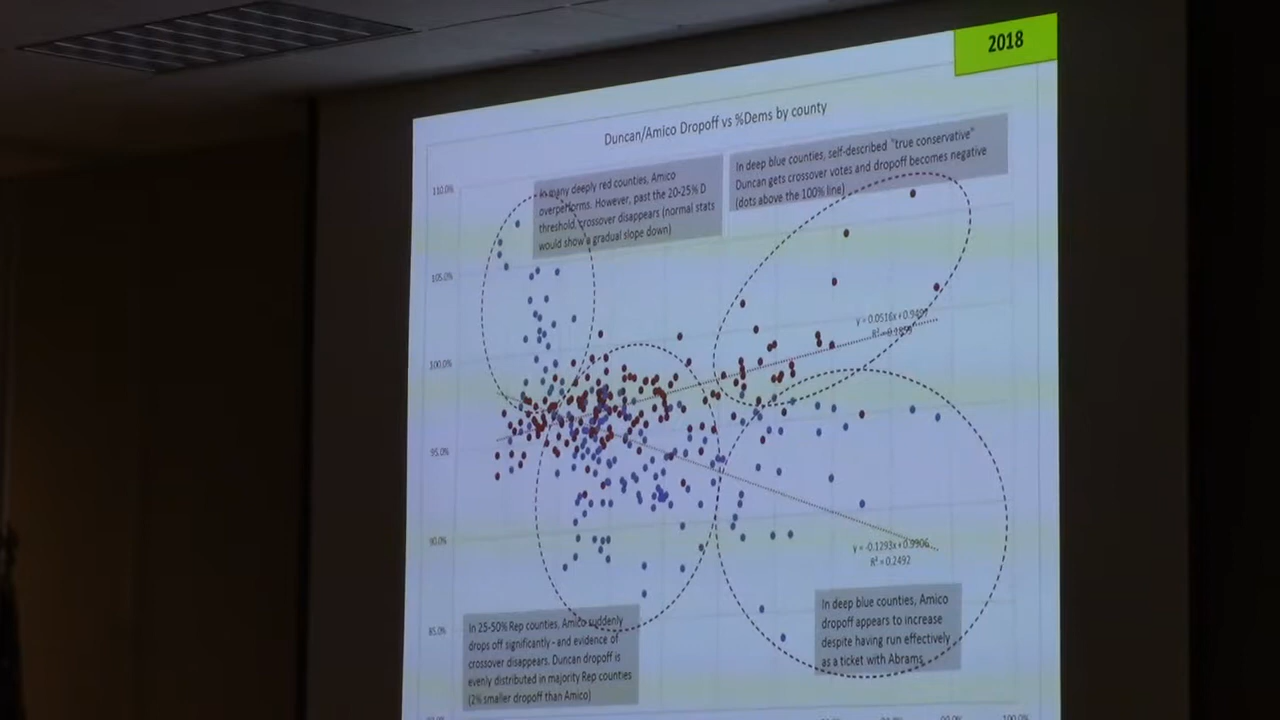 2018
Duncan/Amico Dropoff vs %Dems by county
In many deeply red counties, Amico
overperforms. However, past the 20-25% D
threshold, crossover disappears (normal stats
would show a gradual slope down)
In deep blue counties, self-described "true conservative"
Duncan gets crossover votes and dropoff becomes negative
(dots above the 100% line)
110.0%
105.0%
100.0%
95.0%
90.0%
85.0%
y = 0.0516x + 0.9497
R² = 0.1859
y = -0.1293x + 0.9906
R² = 0.2492
In 25-50% Rep counties, Amico suddenly
drops off significantly - and evidence of
crossover disappears. Duncan dropoff is
evenly distributed in majority Rep counties
(2% smaller dropoff than Amico)
In deep blue counties, Amico
dropoff appears to increase
despite having run effectively
as a ticket with Abrams
100.0%